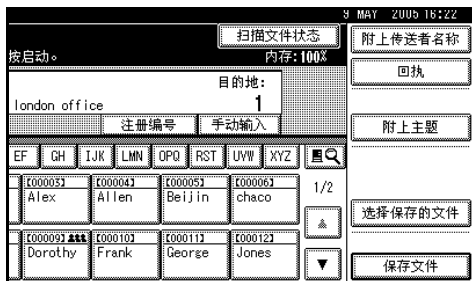 9 MAY 2005 16:22
扫描文件状态
附上传送者名称
按启动。
内存:100%
回执
目的地:
london office
1
注册编号
手动输入
附上主题
EF GH IJK LMN OPQ RST UVW XYZ
[00003] [00004] [00005] [00006]
Alex Allen Beijin chaco
1/2
选择保存的文件
[00009] [00010] [00011] [00012]
Dorothy Frank George Jones
保存文件